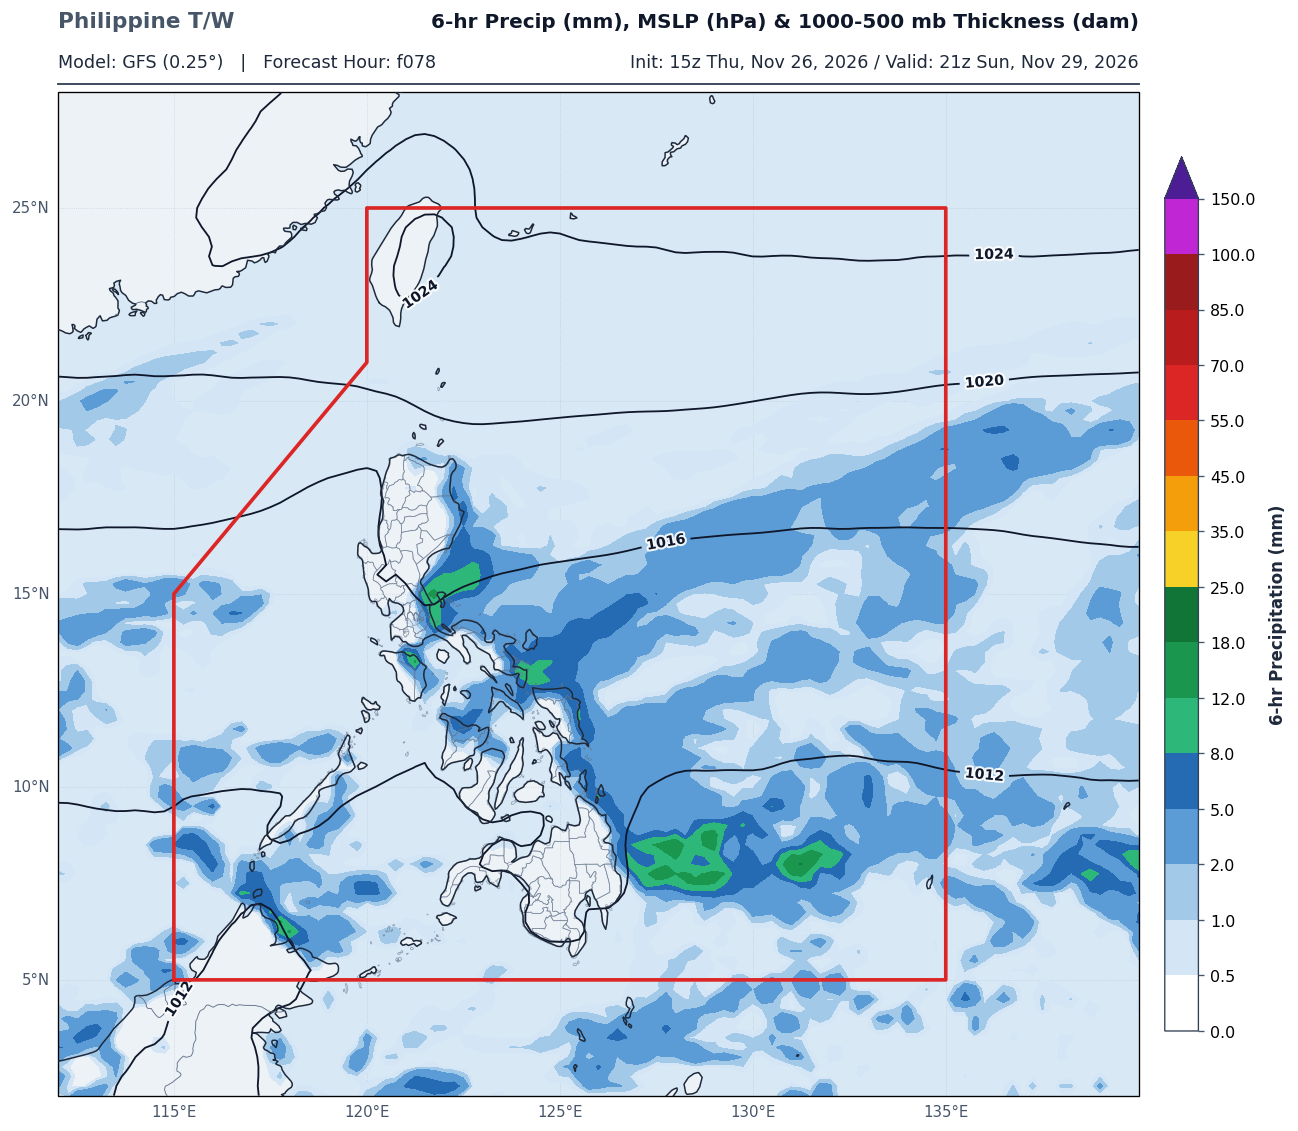 Philippine T/W
6-hr Precip (mm), MSLP (hPa) & 1000-500 mb Thickness (dam)
Model: GFS (0.25°) | Forecast Hour: f078
Init: 15z Thu, Nov 26, 2026 / Valid: 21z Sun, Nov 29, 2026
25°N
20°N
15°N
10°N
5°N
115°E
120°E
125°E
130°E
135°E
1024
1024
1020
1016
1012
1012
150.0
100.0
85.0
70.0
55.0
45.0
35.0
25.0
18.0
12.0
8.0
5.0
2.0
1.0
0.5
0.0
6-hr Precipitation (mm)